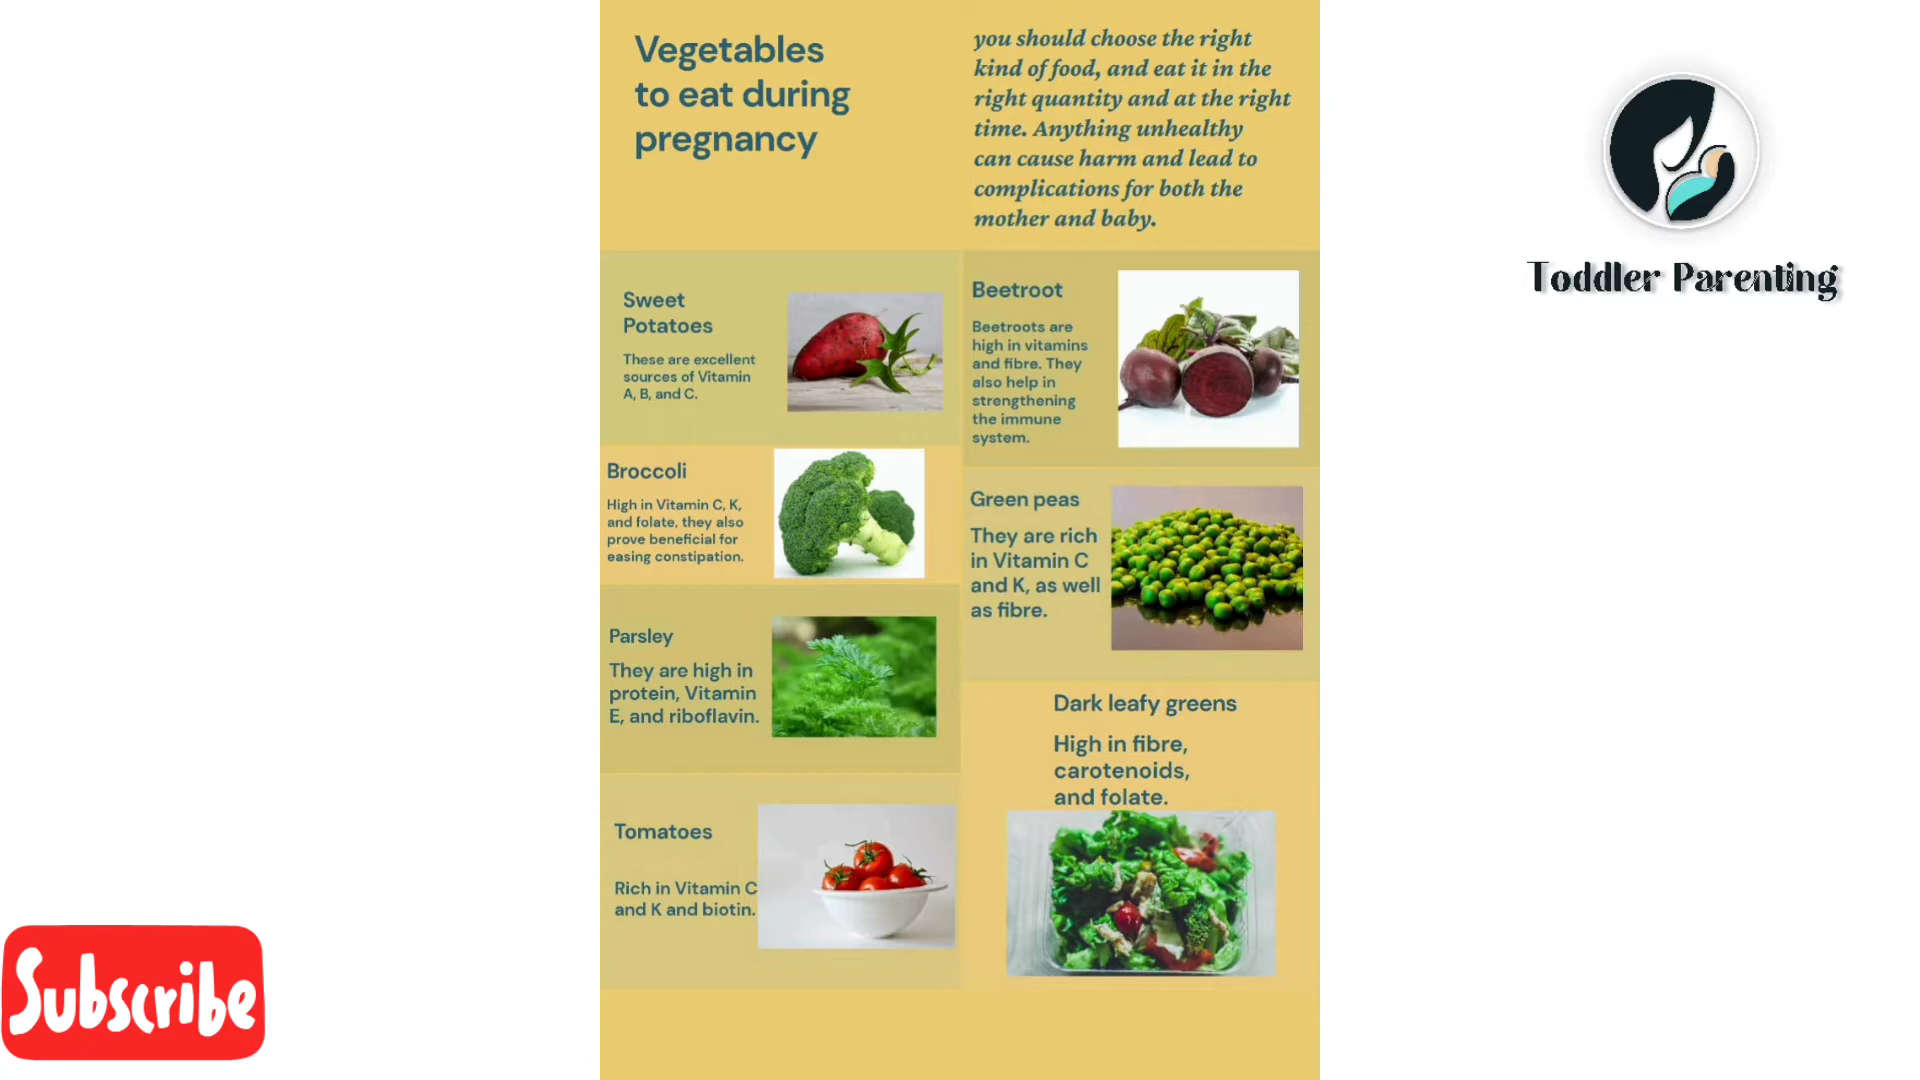 Vegetables
to eat during
pregnancy
you should choose the right
kind of food, and eat it in the
right quantity and at the right
time. Anything unhealthy
can cause harm and lead to
complications for both the
mother and baby.
Sweet
Potatoes
These are excellent
sources of Vitamin
A, B, and C.
Beetroot
Beetroots are
high in vitamins
and fibre. They
also help in
strengthening
the immune
system.
Broccoli
High in Vitamin C, K,
and folate, they also
prove beneficial for
easing constipation.
Green peas
They are rich
in Vitamin C
and K, as well
as fibre.
Parsley
They are high in
protein, Vitamin
E, and riboflavin.
Dark leafy greens
High in fibre,
carotenoids,
and folate.
Tomatoes
Rich in Vitamin C
and K and biotin.
Toddler Parenting
Subscribe